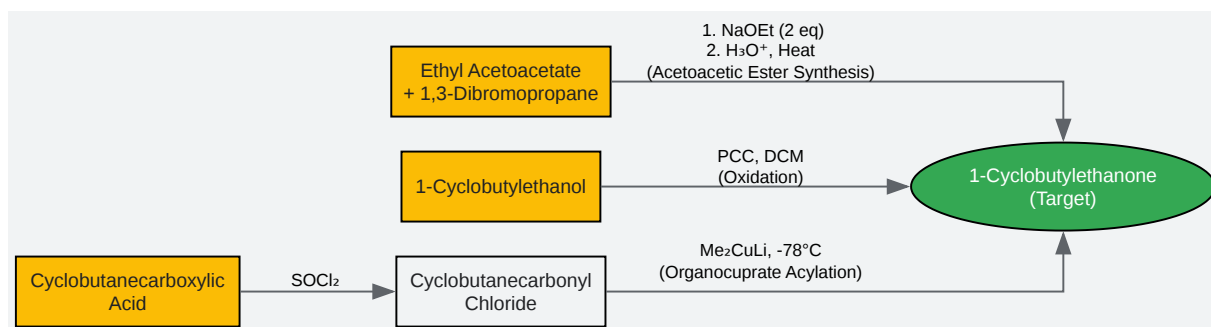 1. NaOEt (2 eq)
2. H₃O⁺, Heat
(Acetoacetic Ester Synthesis)
Ethyl Acetoacetate
+ 1,3-Dibromopropane
1-Cyclobutylethanol
PCC, DCM
(Oxidation)
1-Cyclobutylethanone
(Target)
Cyclobutanecarboxylic
Acid
SOCl₂
Cyclobutanecarbonyl
Chloride
Me₂CuLi, -78°C
(Organocuprate Acylation)